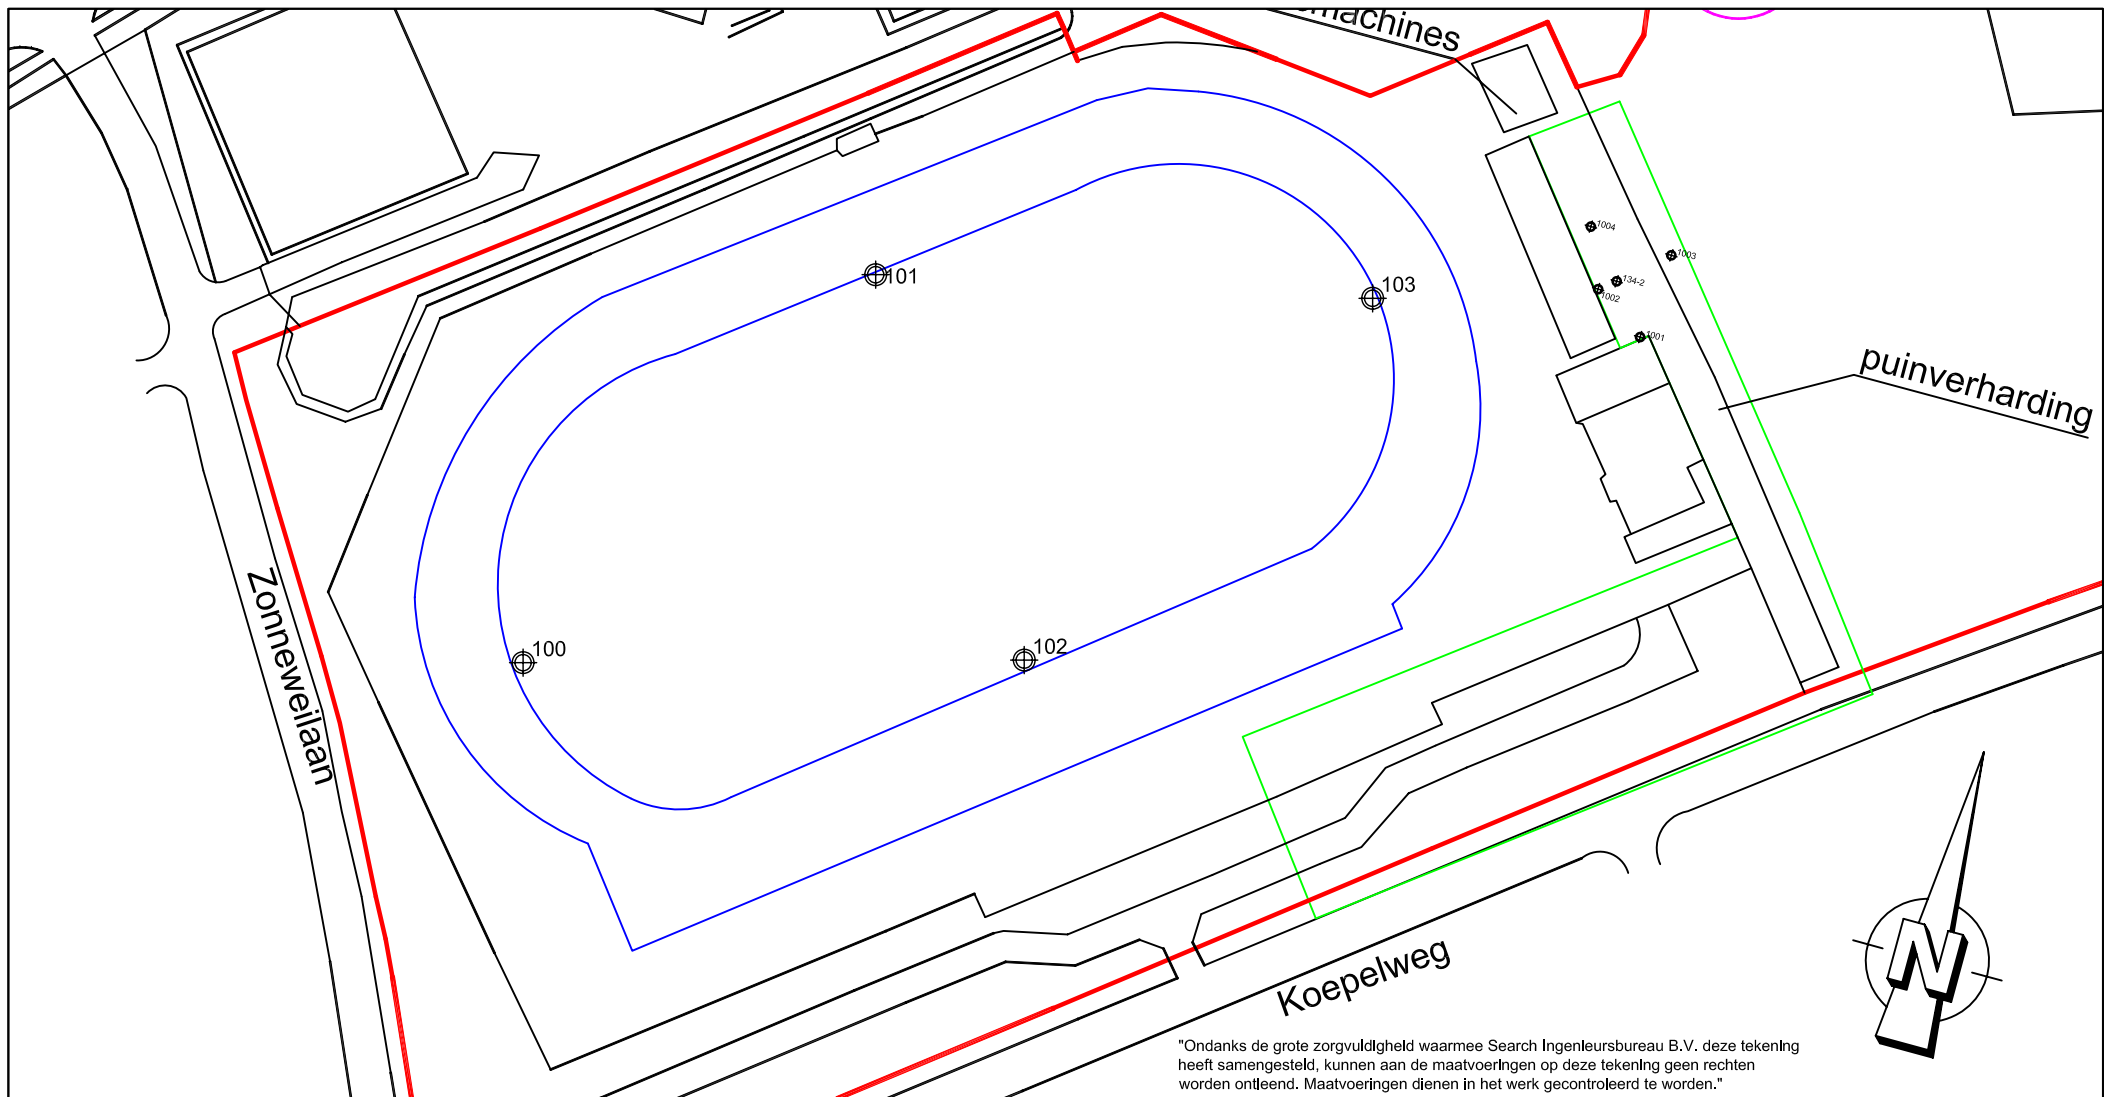 101
103
1004
1003
134-2
1002
1001
puinverharding
Zonneweilaan
100
102
Koepelweg
N
"Ondanks de grote zorgvuldigheid waarmee Search Ingenieursbureau B.V. deze tekening
heeft samengesteld, kunnen aan de maatvoeringen op deze tekening geen rechten
worden ontleend. Maatvoeringen dienen in het werk gecontroleerd te worden."